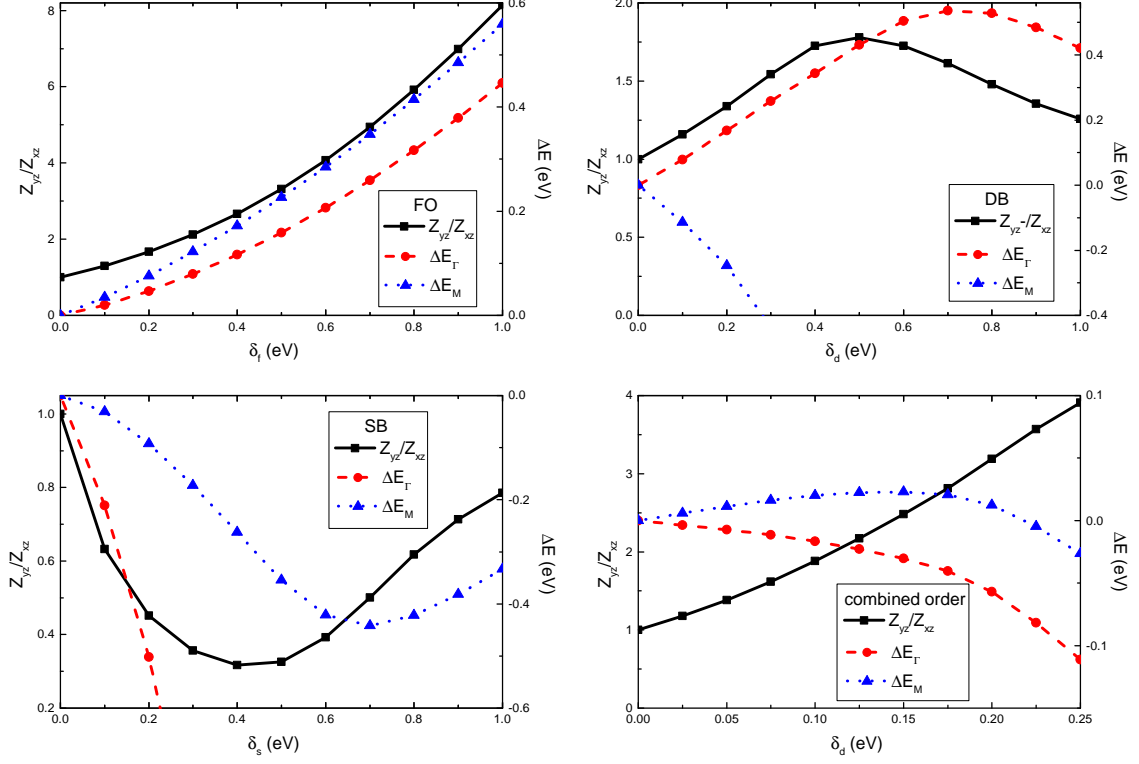 8
6
4
2
0
Z_yz/Z_xz
0.6
0.4
0.2
0.0
ΔE (eV)
0.0 0.2 0.4 0.6 0.8 1.0
δ_f (eV)
FO
Z_yz/Z_xz
ΔE_Γ
ΔE_M
2.0
1.5
1.0
0.5
0.0
Z_yz/Z_xz
0.4
0.2
0.0
-0.2
-0.4
ΔE (eV)
0.0 0.2 0.4 0.6 0.8 1.0
δ_d (eV)
DB
Z_yz-/Z_xz
ΔE_Γ
ΔE_M
1.0
0.8
0.6
0.4
0.2
Z_yz/Z_xz
0.0
-0.2
-0.4
-0.6
ΔE (eV)
0.0 0.2 0.4 0.6 0.8 1.0
δ_s (eV)
SB
Z_yz/Z_xz
ΔE_Γ
ΔE_M
4
3
2
1
0
Z_yz/Z_xz
0.1
0.0
-0.1
ΔE (eV)
0.00 0.05 0.10 0.15 0.20 0.25
δ_d (eV)
combined order
Z_yz/Z_xz
ΔE_Γ
ΔE_M